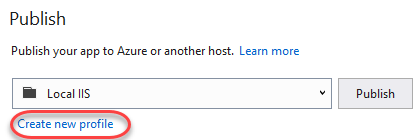 Publish
Publish your app to Azure or another host. Learn more
Local IIS Publish
Create new profile